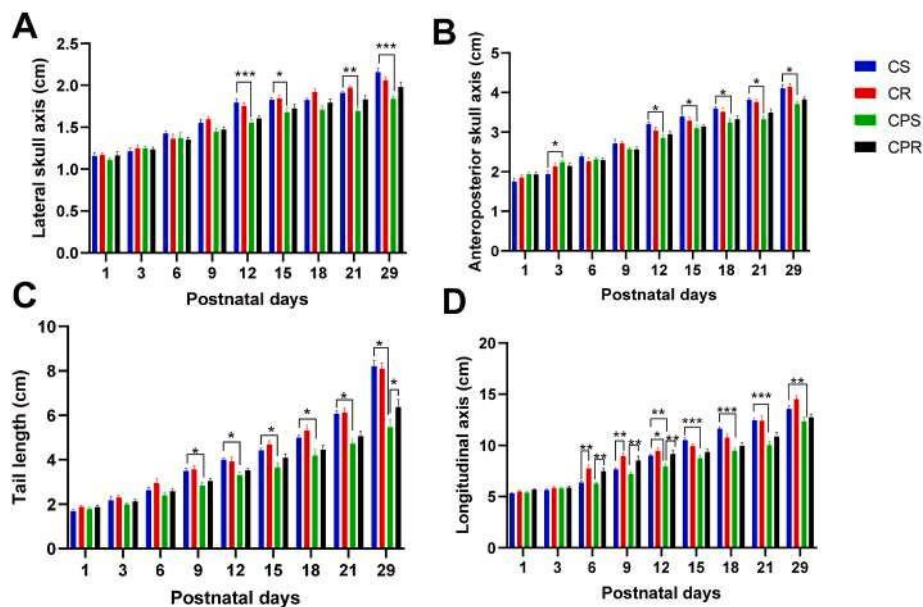 A
Lateral skull axis (cm)
2.5
2.0
1.5
1.0
0.5
0.0
*** * ** ***
1 3 6 9 12 15 18 21 29
Postnatal days
B
Anteroposterior skull axis (cm)
5
4
3
2
1
0
* * * * * *
1 3 6 9 12 15 18 21 29
Postnatal days
CS
CR
CPS
CPR
C
Tail length (cm)
10
8
6
4
2
0
* * * * * * *
1 3 6 9 12 15 18 21 29
Postnatal days
D
Longitudinal axis (cm)
20
15
10
5
0
** ** ** ** ** * ** *** *** *** **
1 3 6 9 12 15 18 21 29
Postnatal days